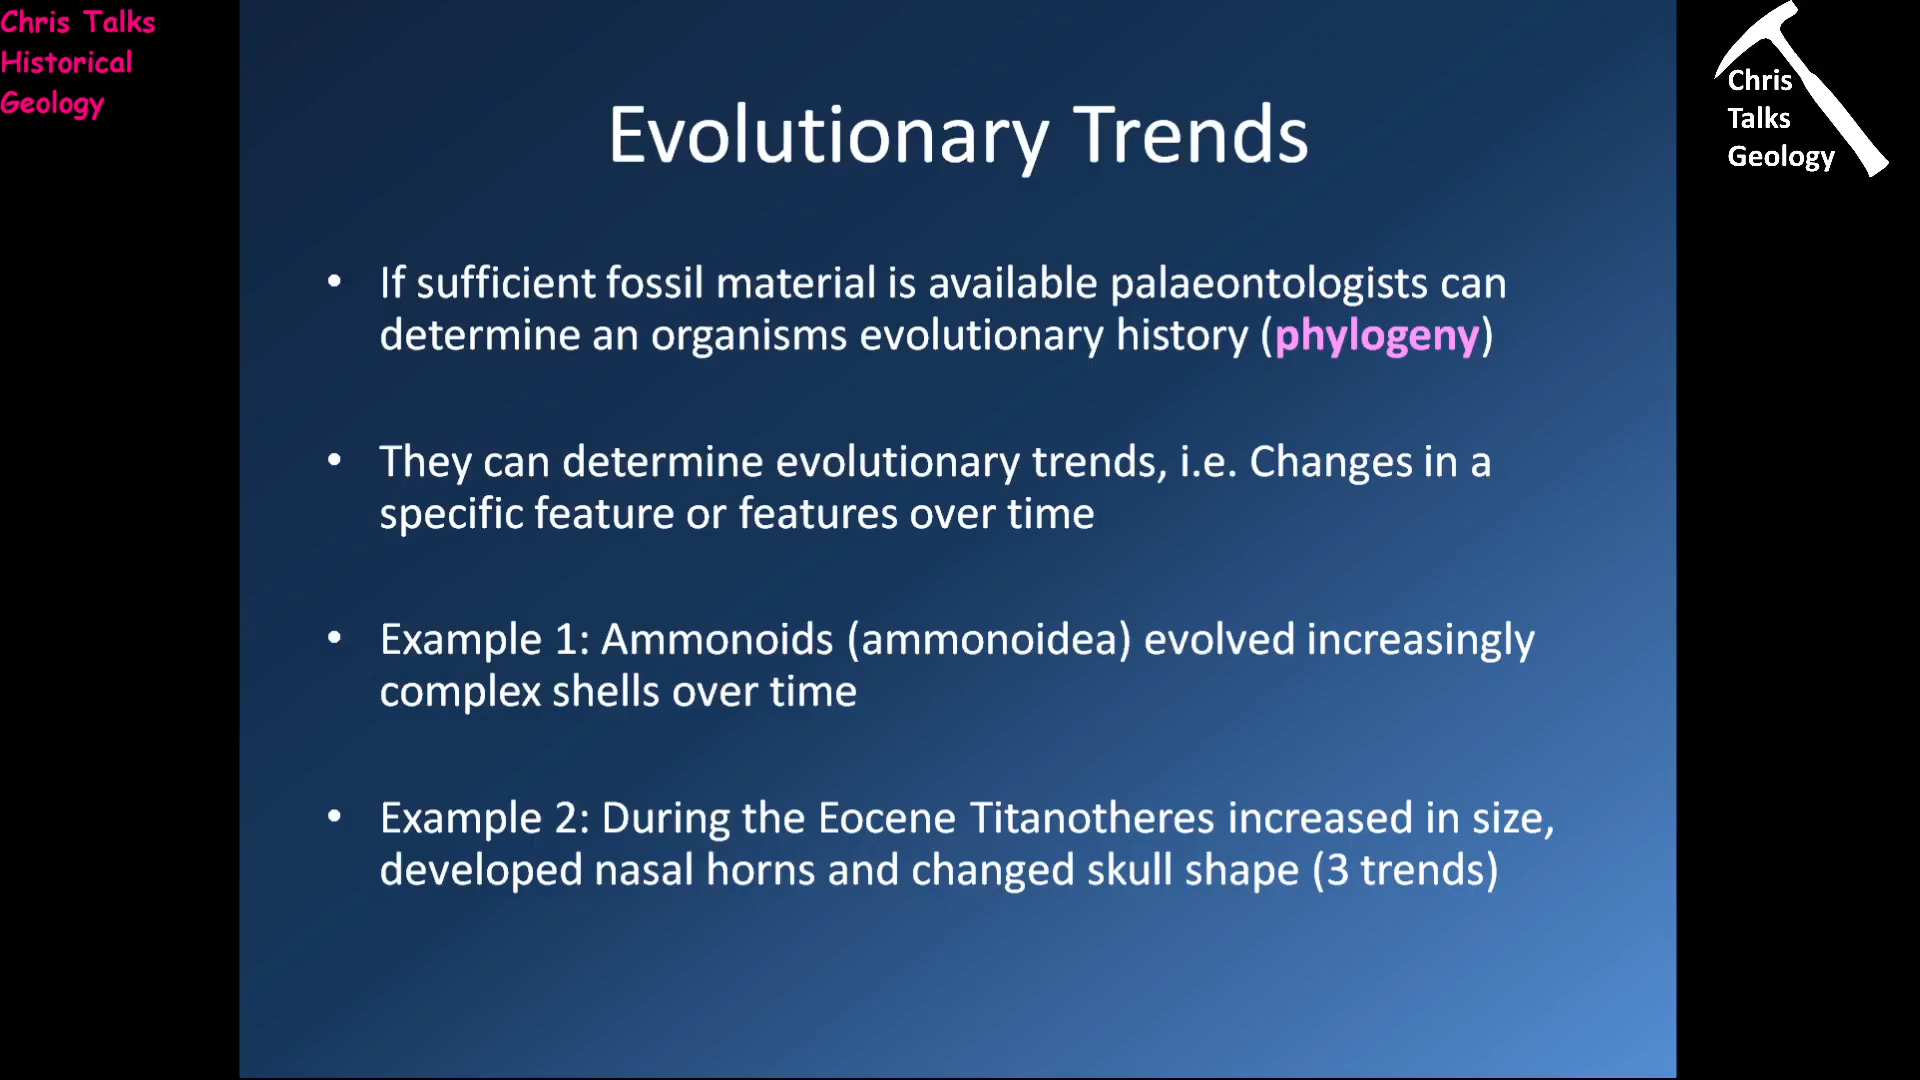 Chris Talks
Historical
Geology
Chris
Talks
Geology
Evolutionary Trends
• If sufficient fossil material is available palaeontologists can
determine an organisms evolutionary history (phylogeny)
• They can determine evolutionary trends, i.e. Changes in a
specific feature or features over time
• Example 1: Ammonoids (ammonoidea) evolved increasingly
complex shells over time
• Example 2: During the Eocene Titanotheres increased in size,
developed nasal horns and changed skull shape (3 trends)